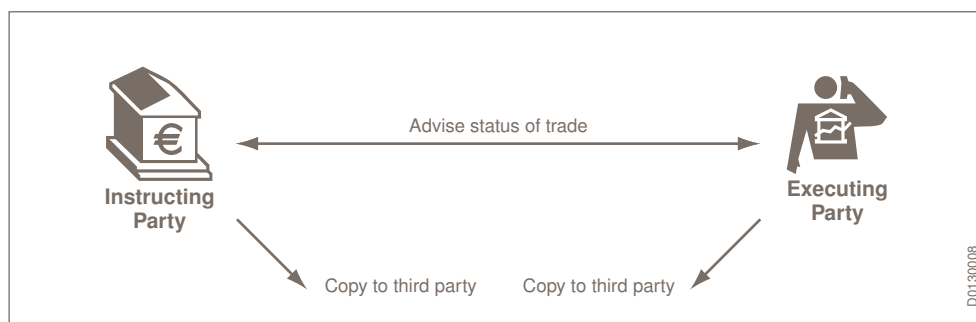 Advise status of trade
€
Instructing
Party
Executing
Party
Copy to third party
Copy to third party
D0130008